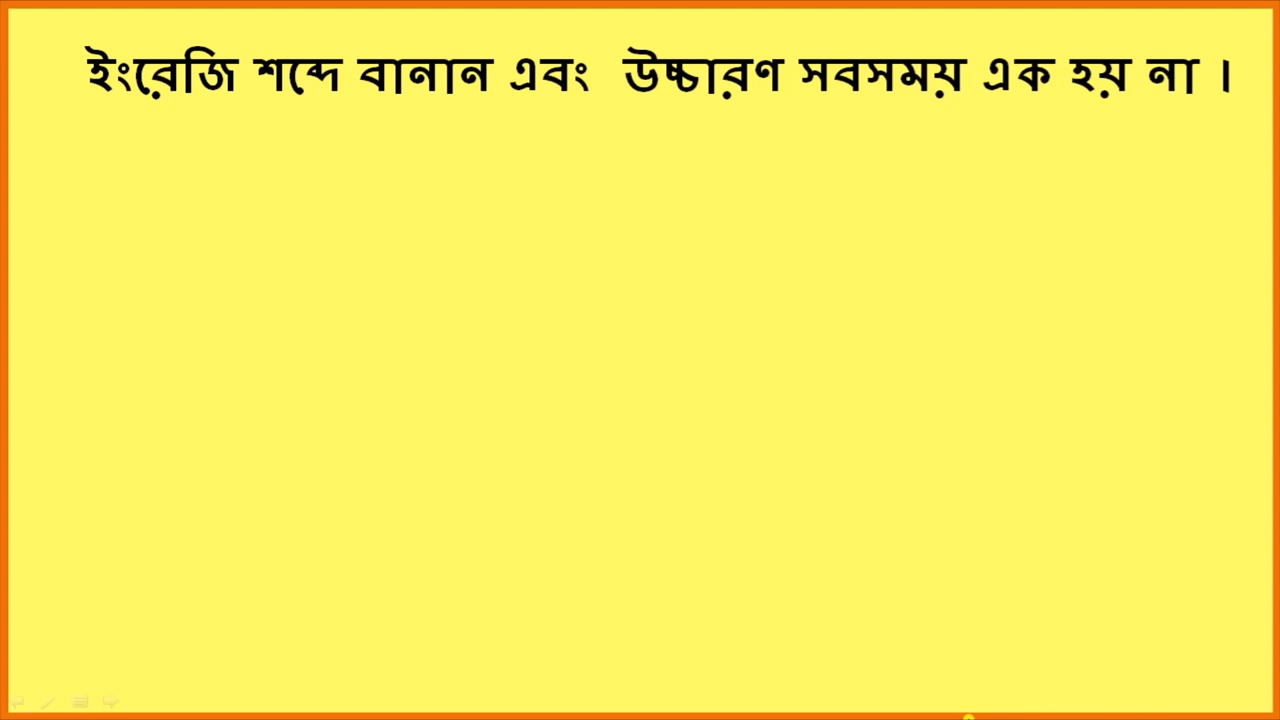 ইংরেজি শব্দে বানান এবং উচ্চারণ সবসময় এক হয় না ।